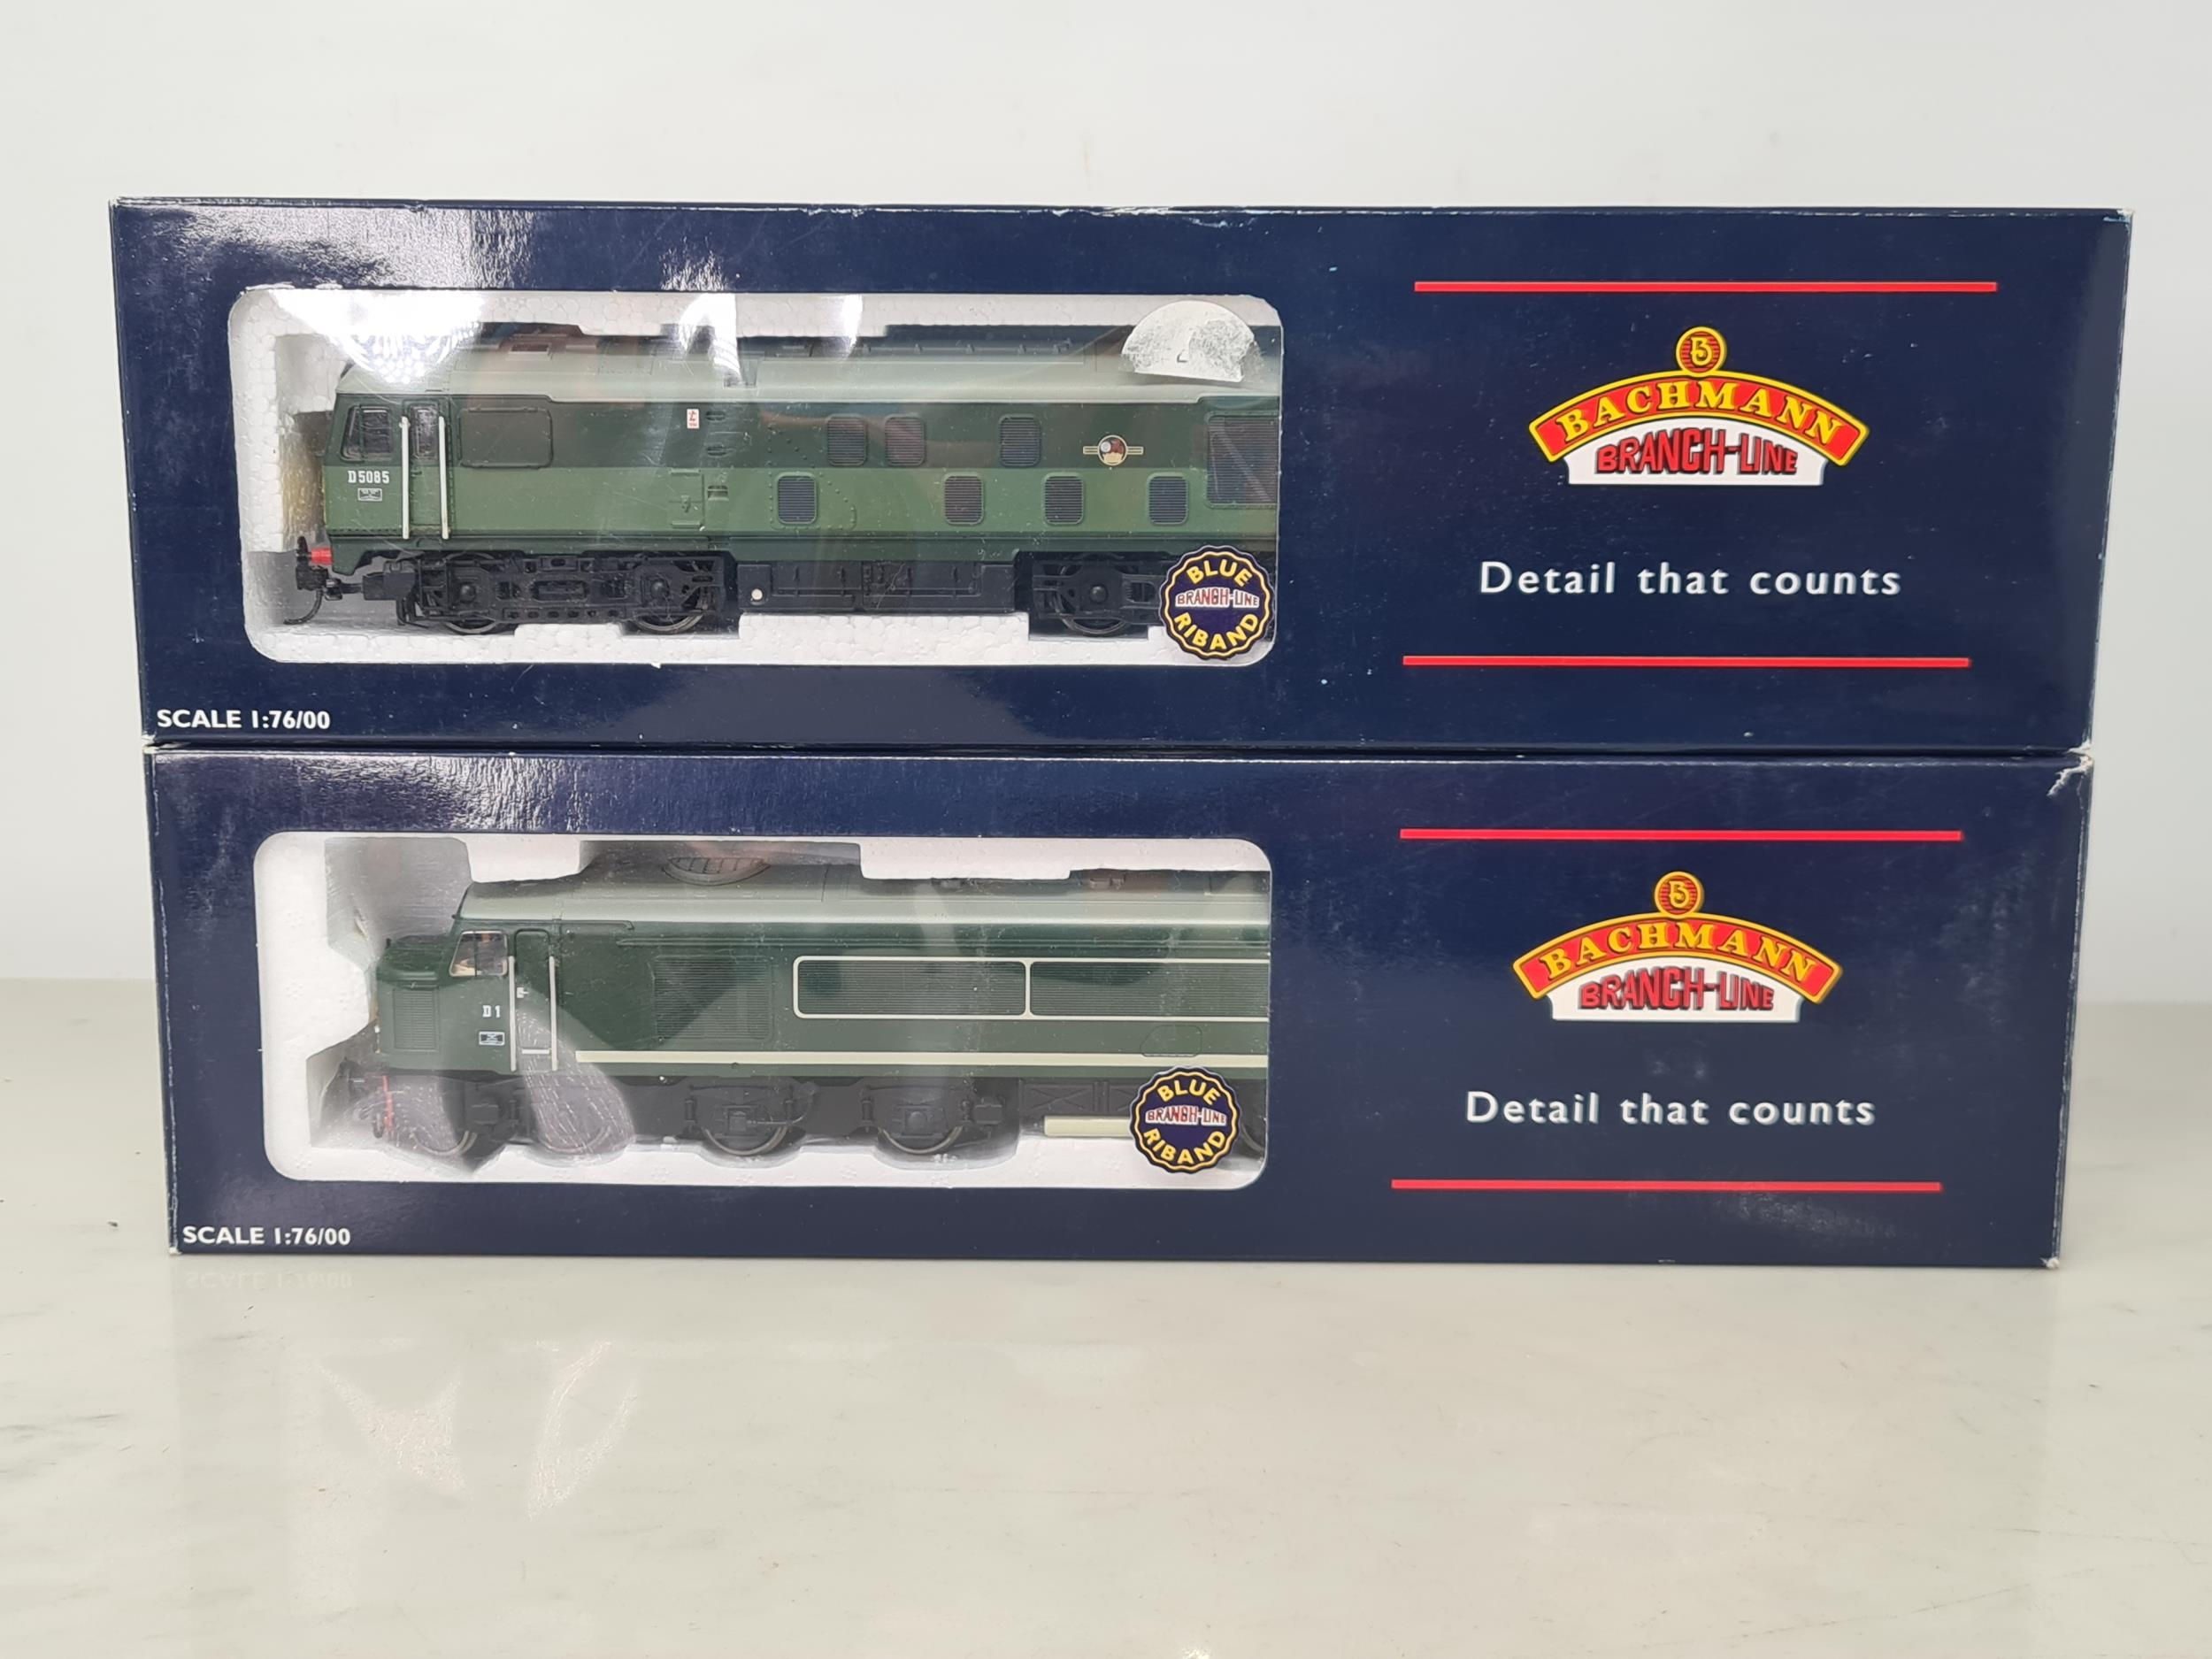 B
BACHMANN
BRANCH-LINE
D5085
Detail that counts
BLUE
BRANCH-LINE
RIBAND
SCALE 1:76/00
B
BACHMANN
BRANCH-LINE
D1
Detail that counts
BLUE
BRANCH-LINE
RIBAND
SCALE 1:76/00